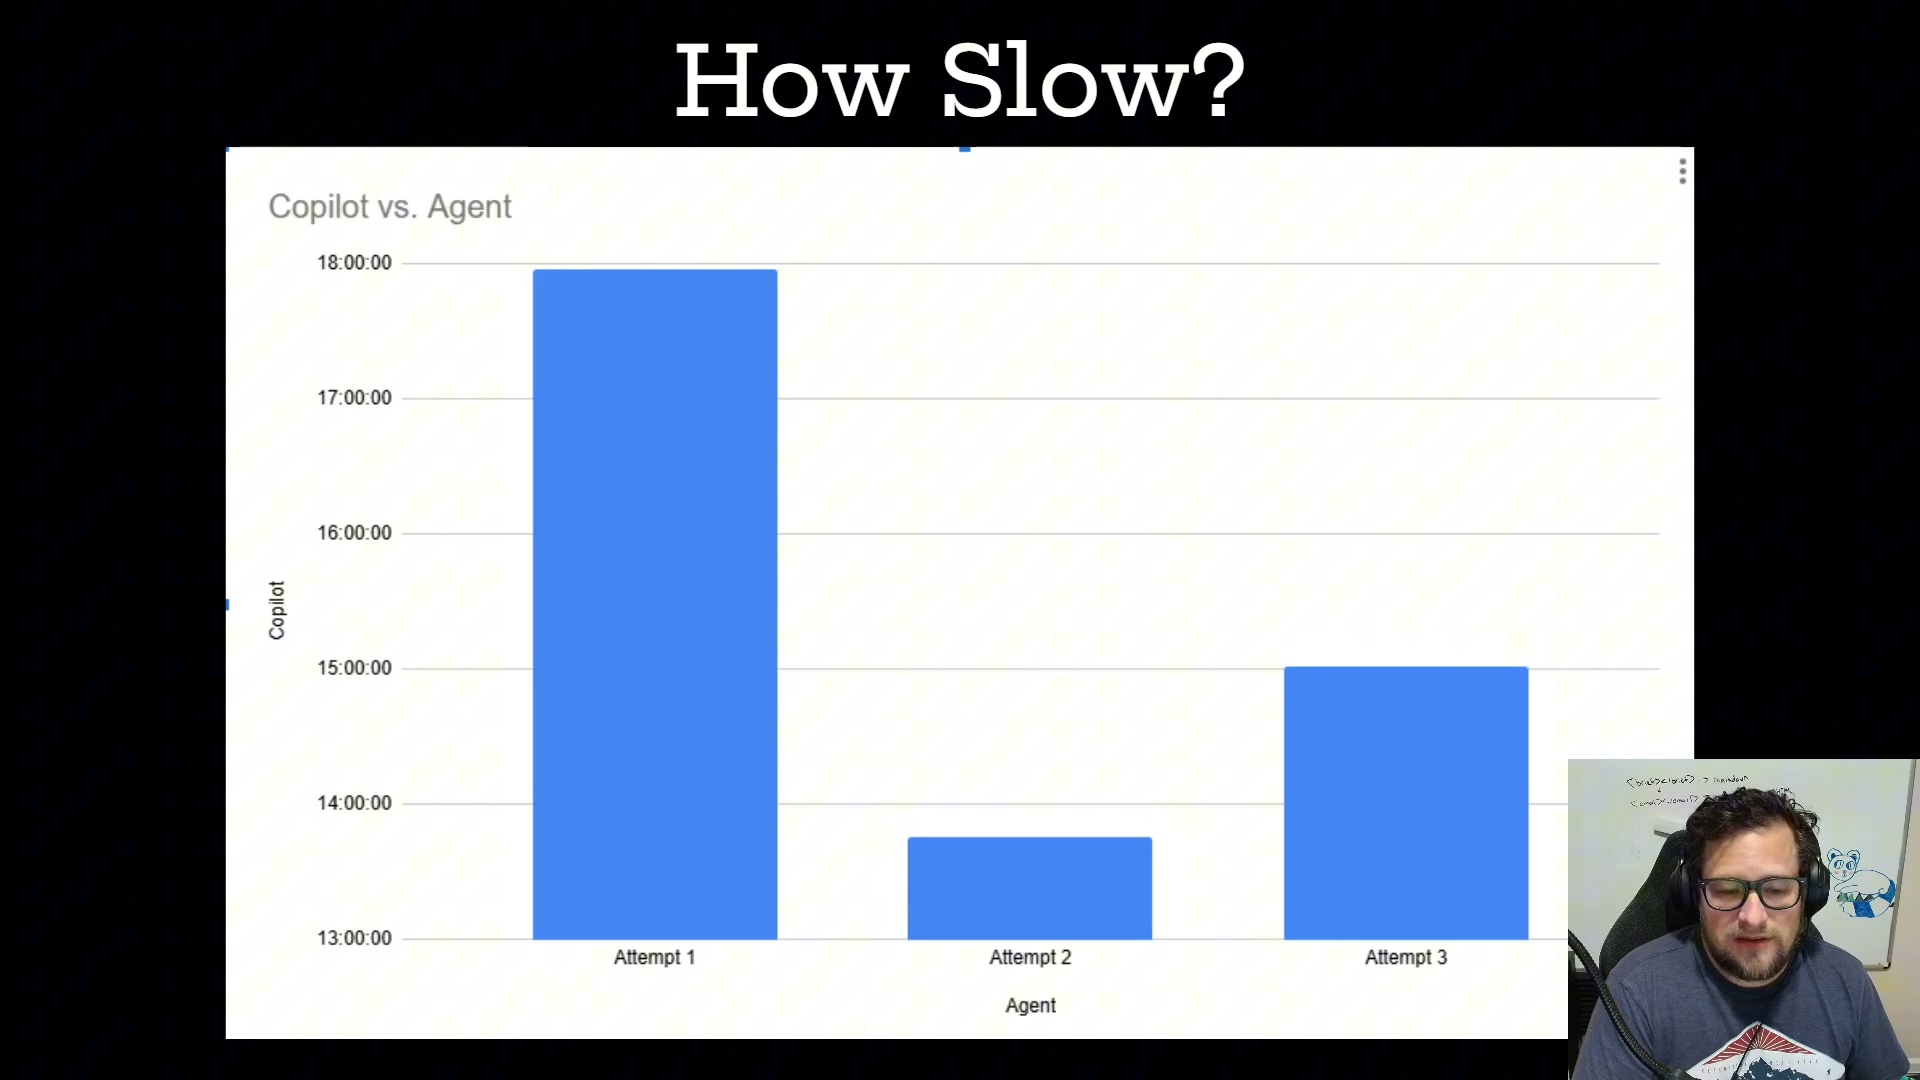 How Slow?
Copilot vs. Agent
18:00:00
17:00:00
16:00:00
15:00:00
14:00:00
13:00:00
Copilot
Attempt 1
Attempt 2
Attempt 3
Agent